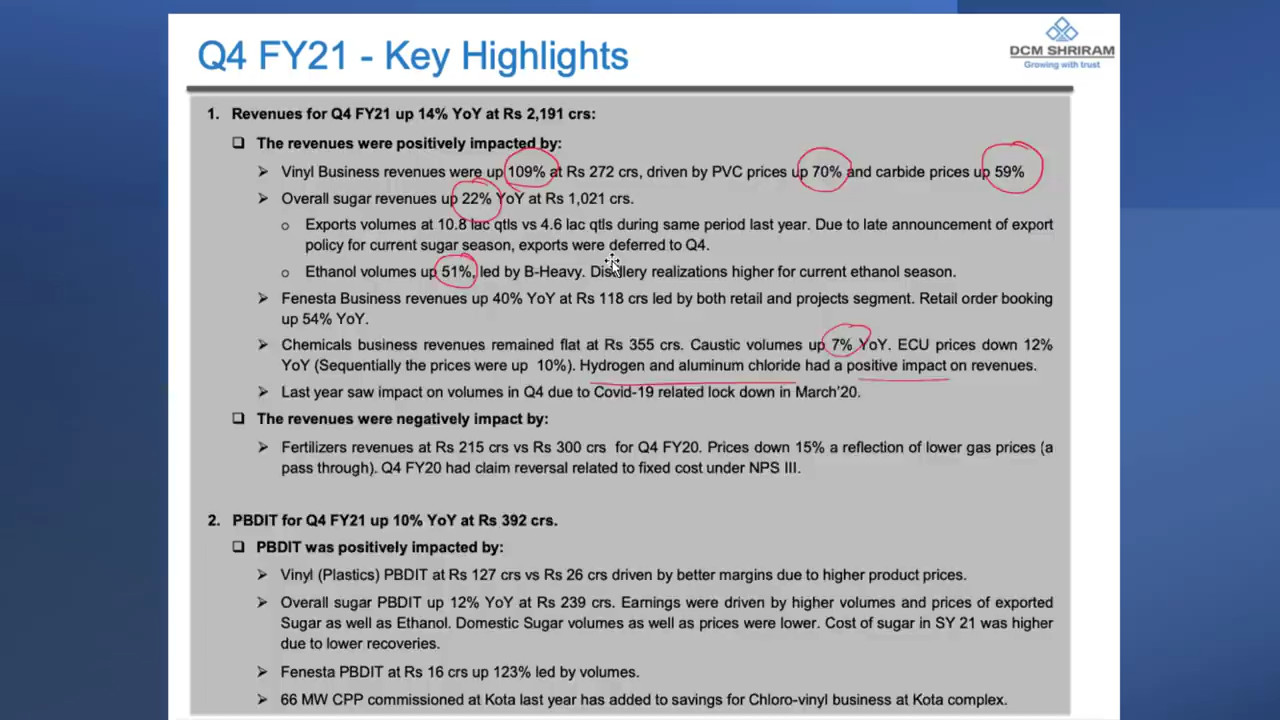 Q4 FY21 - Key Highlights
DCM SHRIRAM
Growing with trust
1. Revenues for Q4 FY21 up 14% YoY at Rs 2,191 crs:
❑ The revenues were positively impacted by:
➢ Vinyl Business revenues were up 109% at Rs 272 crs, driven by PVC prices up 70% and carbide prices up 59%
➢ Overall sugar revenues up 22% YoY at Rs 1,021 crs.
o Exports volumes at 10.8 lac qtls vs 4.6 lac qtls during same period last year. Due to late announcement of export
policy for current sugar season, exports were deferred to Q4.
o Ethanol volumes up 51%, led by B-Heavy. Distillery realizations higher for current ethanol season.
➢ Fenesta Business revenues up 40% YoY at Rs 118 crs led by both retail and projects segment. Retail order booking
up 54% YoY.
➢ Chemicals business revenues remained flat at Rs 355 crs. Caustic volumes up 7% YoY. ECU prices down 12%
YoY (Sequentially the prices were up 10%). Hydrogen and aluminum chloride had a positive impact on revenues.
➢ Last year saw impact on volumes in Q4 due to Covid-19 related lock down in March'20.
❑ The revenues were negatively impact by:
➢ Fertilizers revenues at Rs 215 crs vs Rs 300 crs for Q4 FY20. Prices down 15% a reflection of lower gas prices (a
pass through). Q4 FY20 had claim reversal related to fixed cost under NPS III.
2. PBDIT for Q4 FY21 up 10% YoY at Rs 392 crs.
❑ PBDIT was positively impacted by:
➢ Vinyl (Plastics) PBDIT at Rs 127 crs vs Rs 26 crs driven by better margins due to higher product prices.
➢ Overall sugar PBDIT up 12% YoY at Rs 239 crs. Earnings were driven by higher volumes and prices of exported
Sugar as well as Ethanol. Domestic Sugar volumes as well as prices were lower. Cost of sugar in SY 21 was higher
due to lower recoveries.
➢ Fenesta PBDIT at Rs 16 crs up 123% led by volumes.
➢ 66 MW CPP commissioned at Kota last year has added to savings for Chloro-vinyl business at Kota complex.